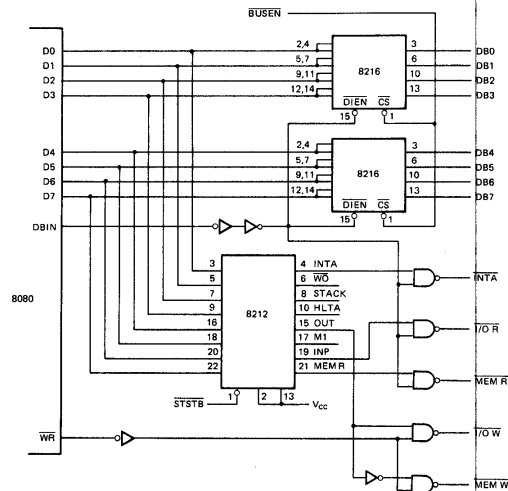 BUSEN
D0 2,4 3 DB0
D1 5,7 6 DB1
D2 9,11 8216 10 DB2
D3 12,14 13 DB3
DIEN CS
15 1
D4 2,4 3 DB4
D5 5,7 8216 6 DB5
D6 9,11 10 DB6
D7 12,14 13 DB7
DIEN CS
15 1
DBIN
8080
3 4 INTA INTA
5 6 WO
7 8 STACK
9 8212 10 HLTA
16 15 OUT I/O R
18 17 M1
20 19 INP
22 21 MEM R MEM R
1 2 13
STSTB VCC
WR I/O W
MEM W